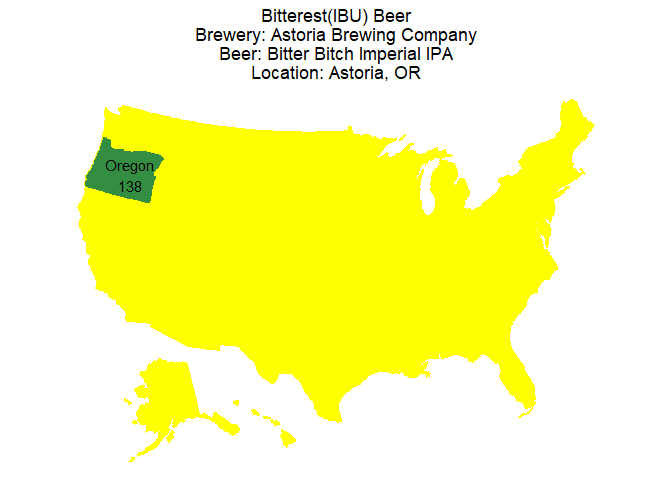 Bitterest(IBU) Beer
Brewery: Astoria Brewing Company
Beer: Bitter Bitch Imperial IPA
Location: Astoria, OR
Oregon
138